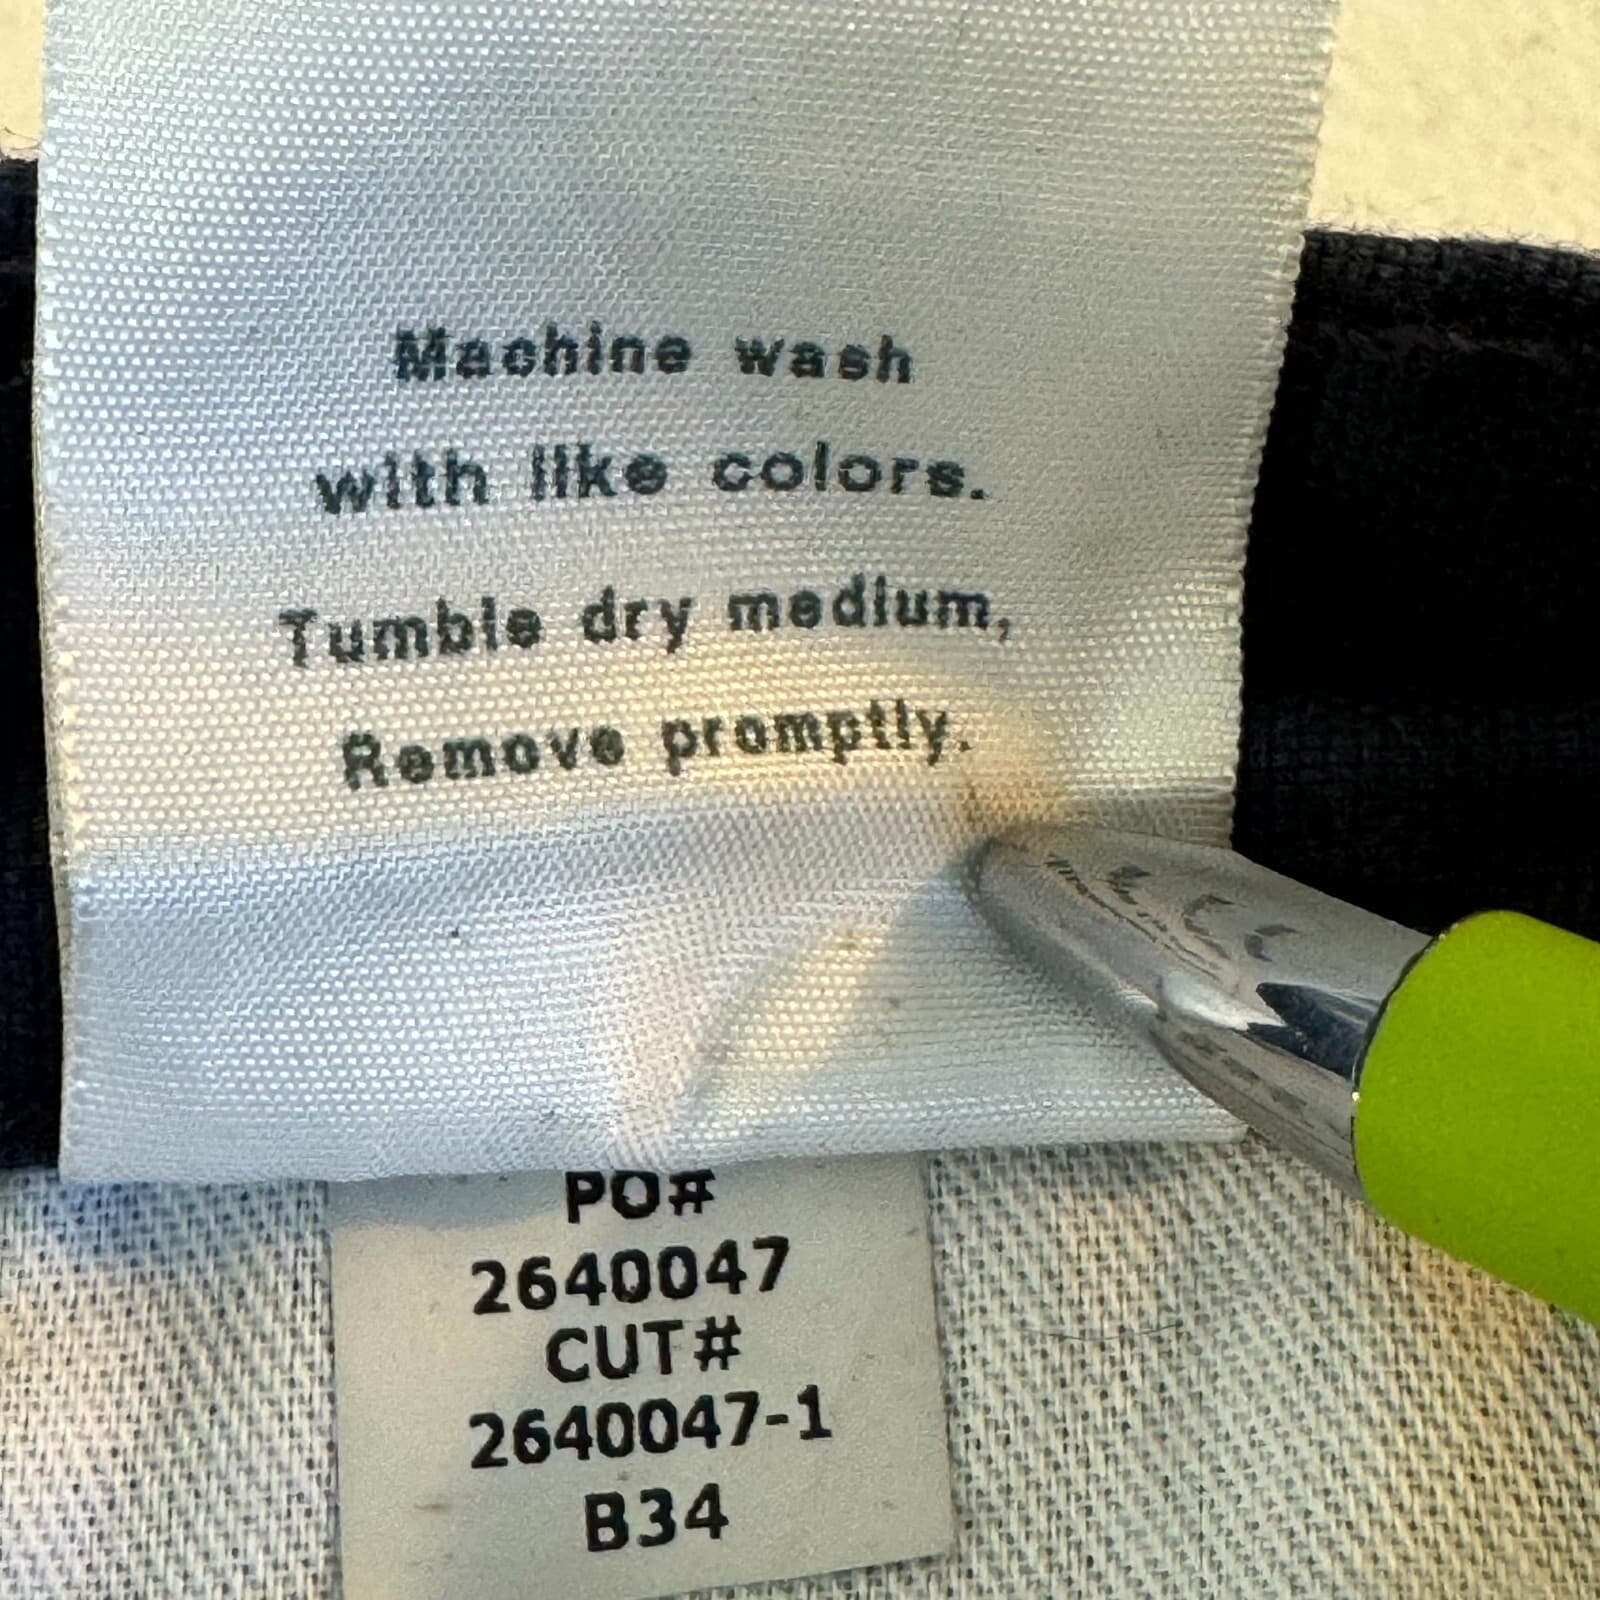 Machine wash
with like colors.
Tumble dry medium,
Remove promptly.
PO#
2640047
CUT#
2640047-1
B34